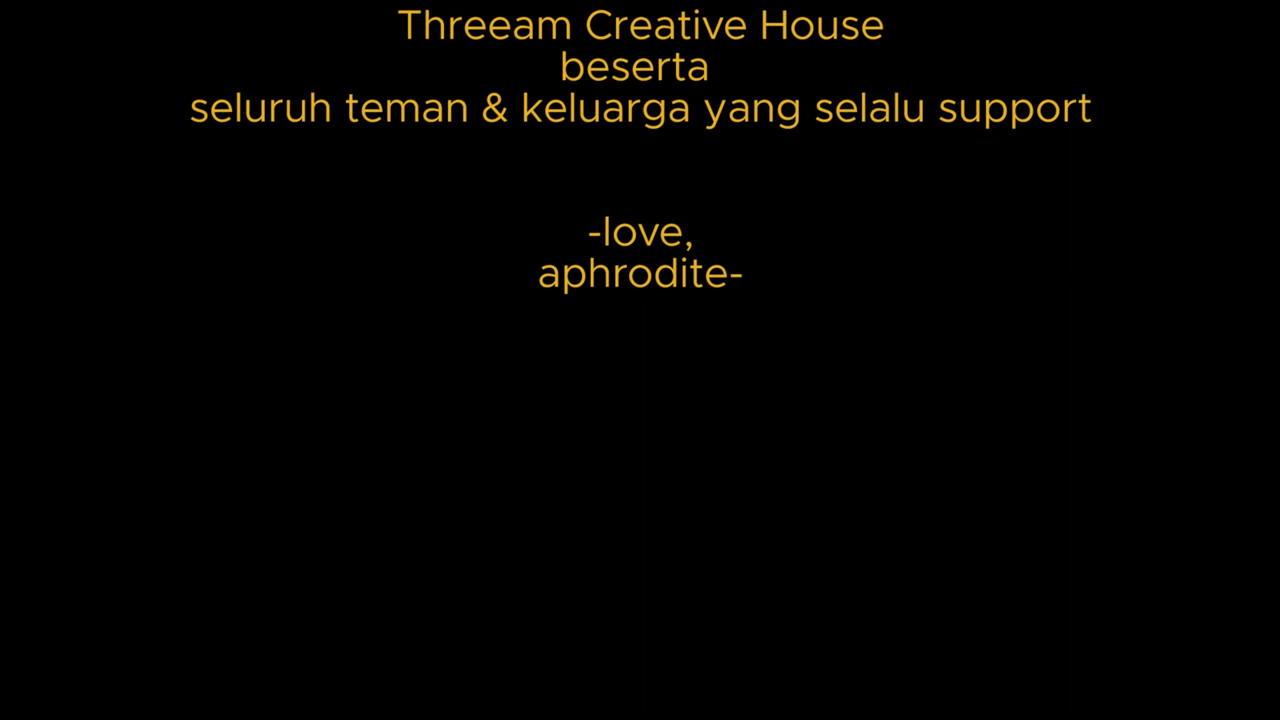 Threeam Creative House
beserta
seluruh teman & keluarga yang selalu support
-love,
aphrodite-